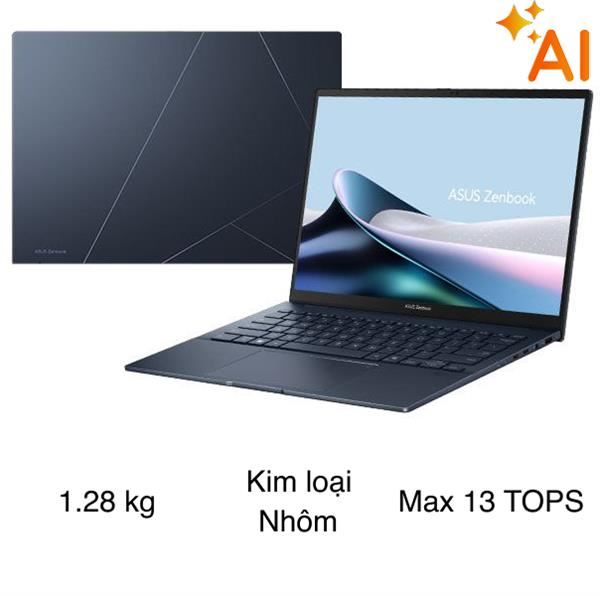 AI
ASUS Zenbook
ASUS Zenbook
ASUS Zenbook
1.28 kg
Kim loại
Nhôm
Max 13 TOPS